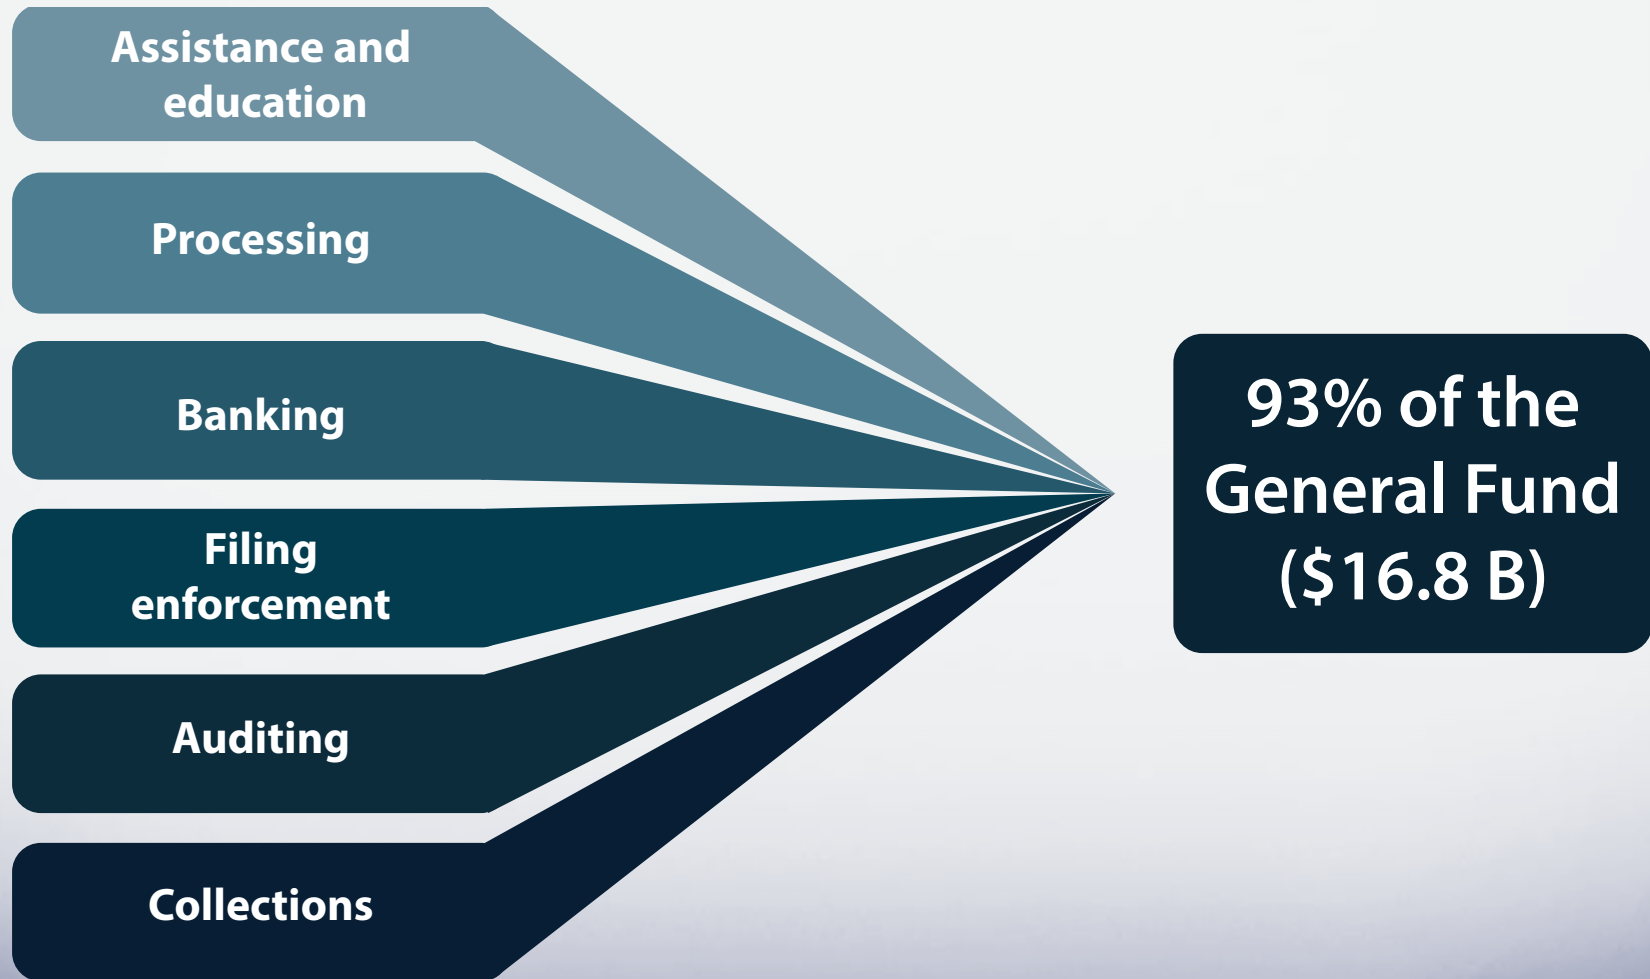 Assistance and
education
Processing
Banking
Filing
enforcement
Auditing
Collections
93% of the
General Fund
($16.8 B)